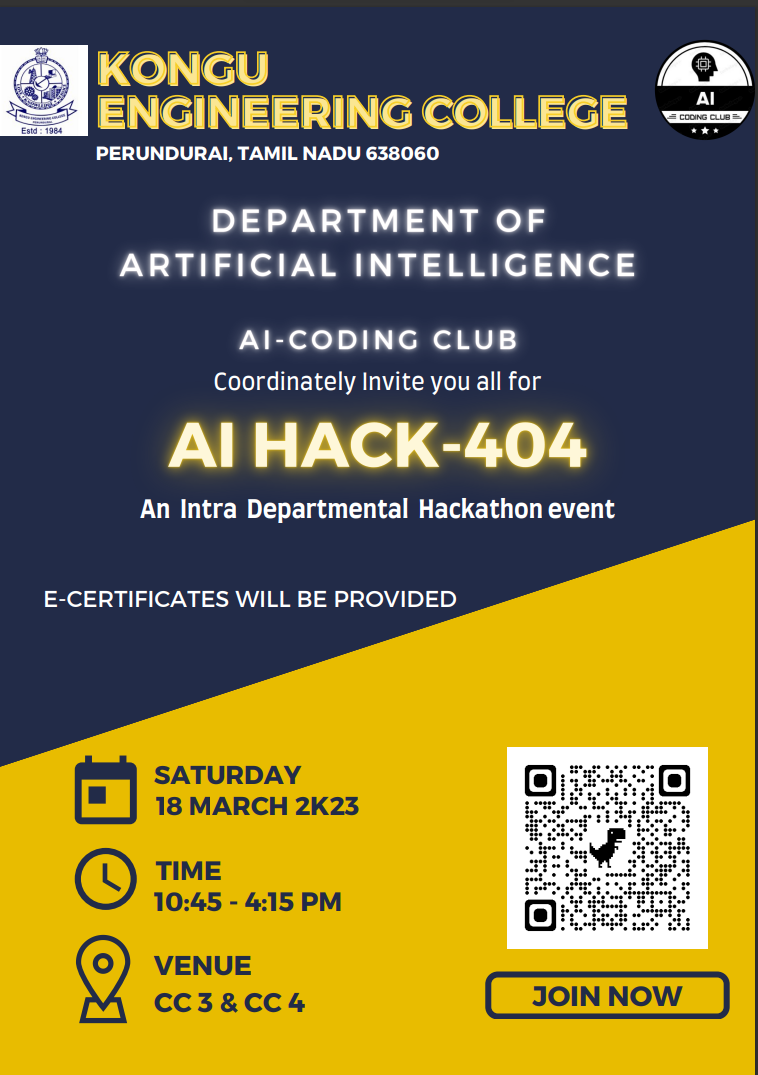 KONGU
ENGINEERING COLLEGE
PERUNDURAI, TAMIL NADU 638060
Estd : 1984
AI
CODING CLUB
DEPARTMENT OF
ARTIFICIAL INTELLIGENCE
AI-CODING CLUB
Coordinately Invite you all for
AI HACK-404
An Intra Departmental Hackathon event
E-CERTIFICATES WILL BE PROVIDED
SATURDAY
18 MARCH 2K23
TIME
10:45 - 4:15 PM
VENUE
CC 3 & CC 4
JOIN NOW